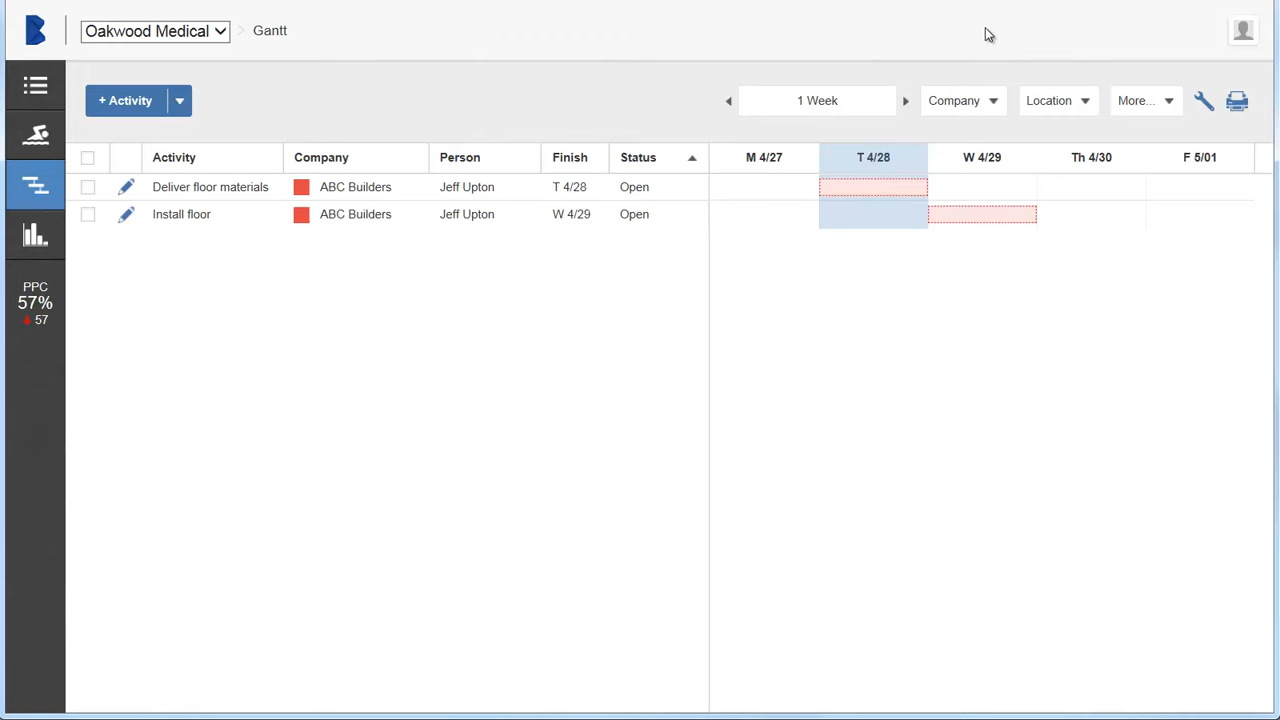 Oakwood Medical > Gantt
+ Activity 1 Week Company Location More...
Activity Company Person Finish Status M 4/27 T 4/28 W 4/29 Th 4/30 F 5/01
Deliver floor materials ABC Builders Jeff Upton T 4/28 Open
Install floor ABC Builders Jeff Upton W 4/29 Open
PPC
57%
57